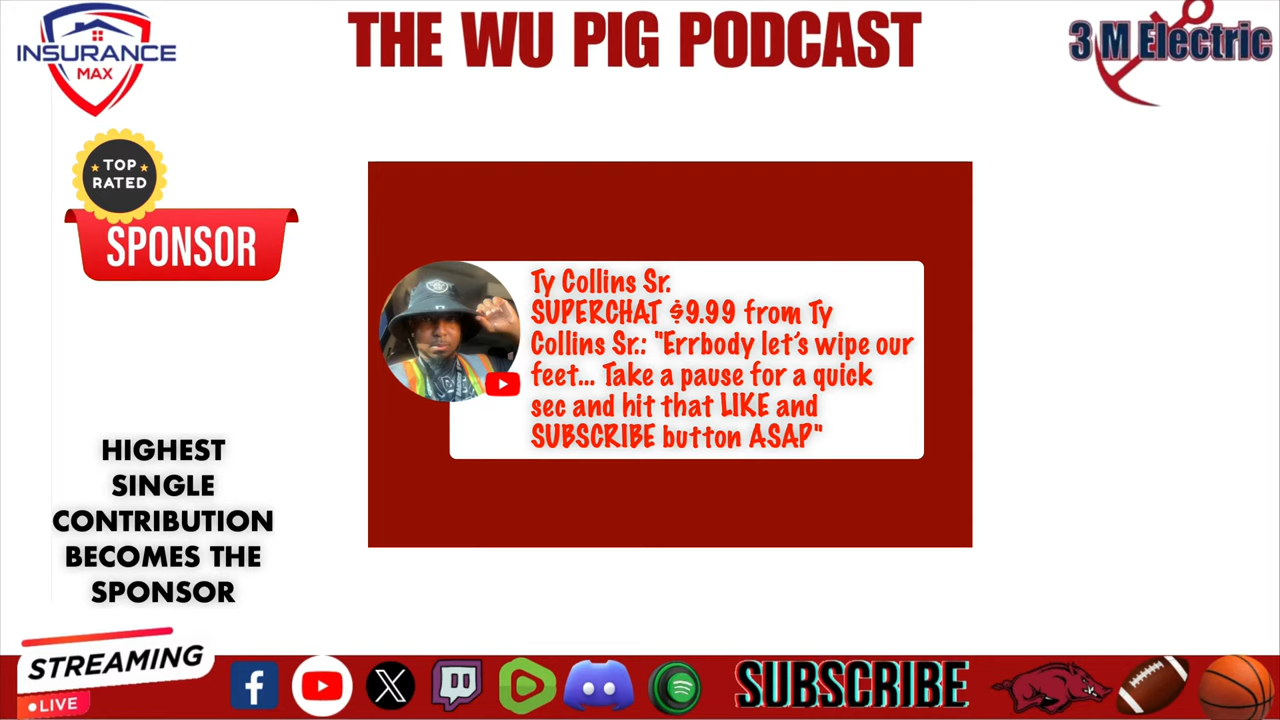 INSURANCE
MAX
THE WU PIG PODCAST
3 M Electric
TOP
RATED
SPONSOR
Ty Collins Sr.
SUPERCHAT $9.99 from Ty
Collins Sr.: "Errbody let's wipe our
feet... Take a pause for a quick
sec and hit that LIKE and
SUBSCRIBE button ASAP"
HIGHEST
SINGLE
CONTRIBUTION
BECOMES THE
SPONSOR
STREAMING
LIVE
SUBSCRIBE